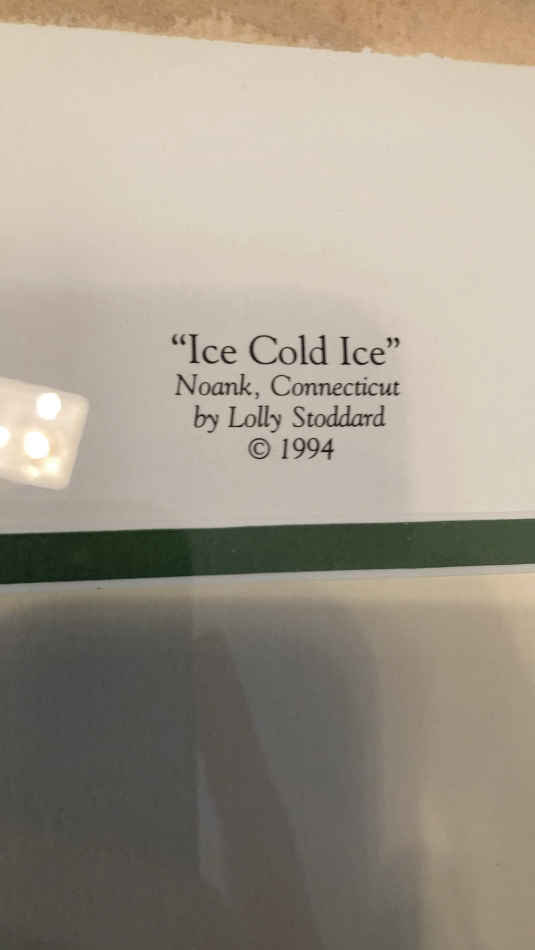 “Ice Cold Ice”
Noank, Connecticut
by Lolly Stoddard
© 1994